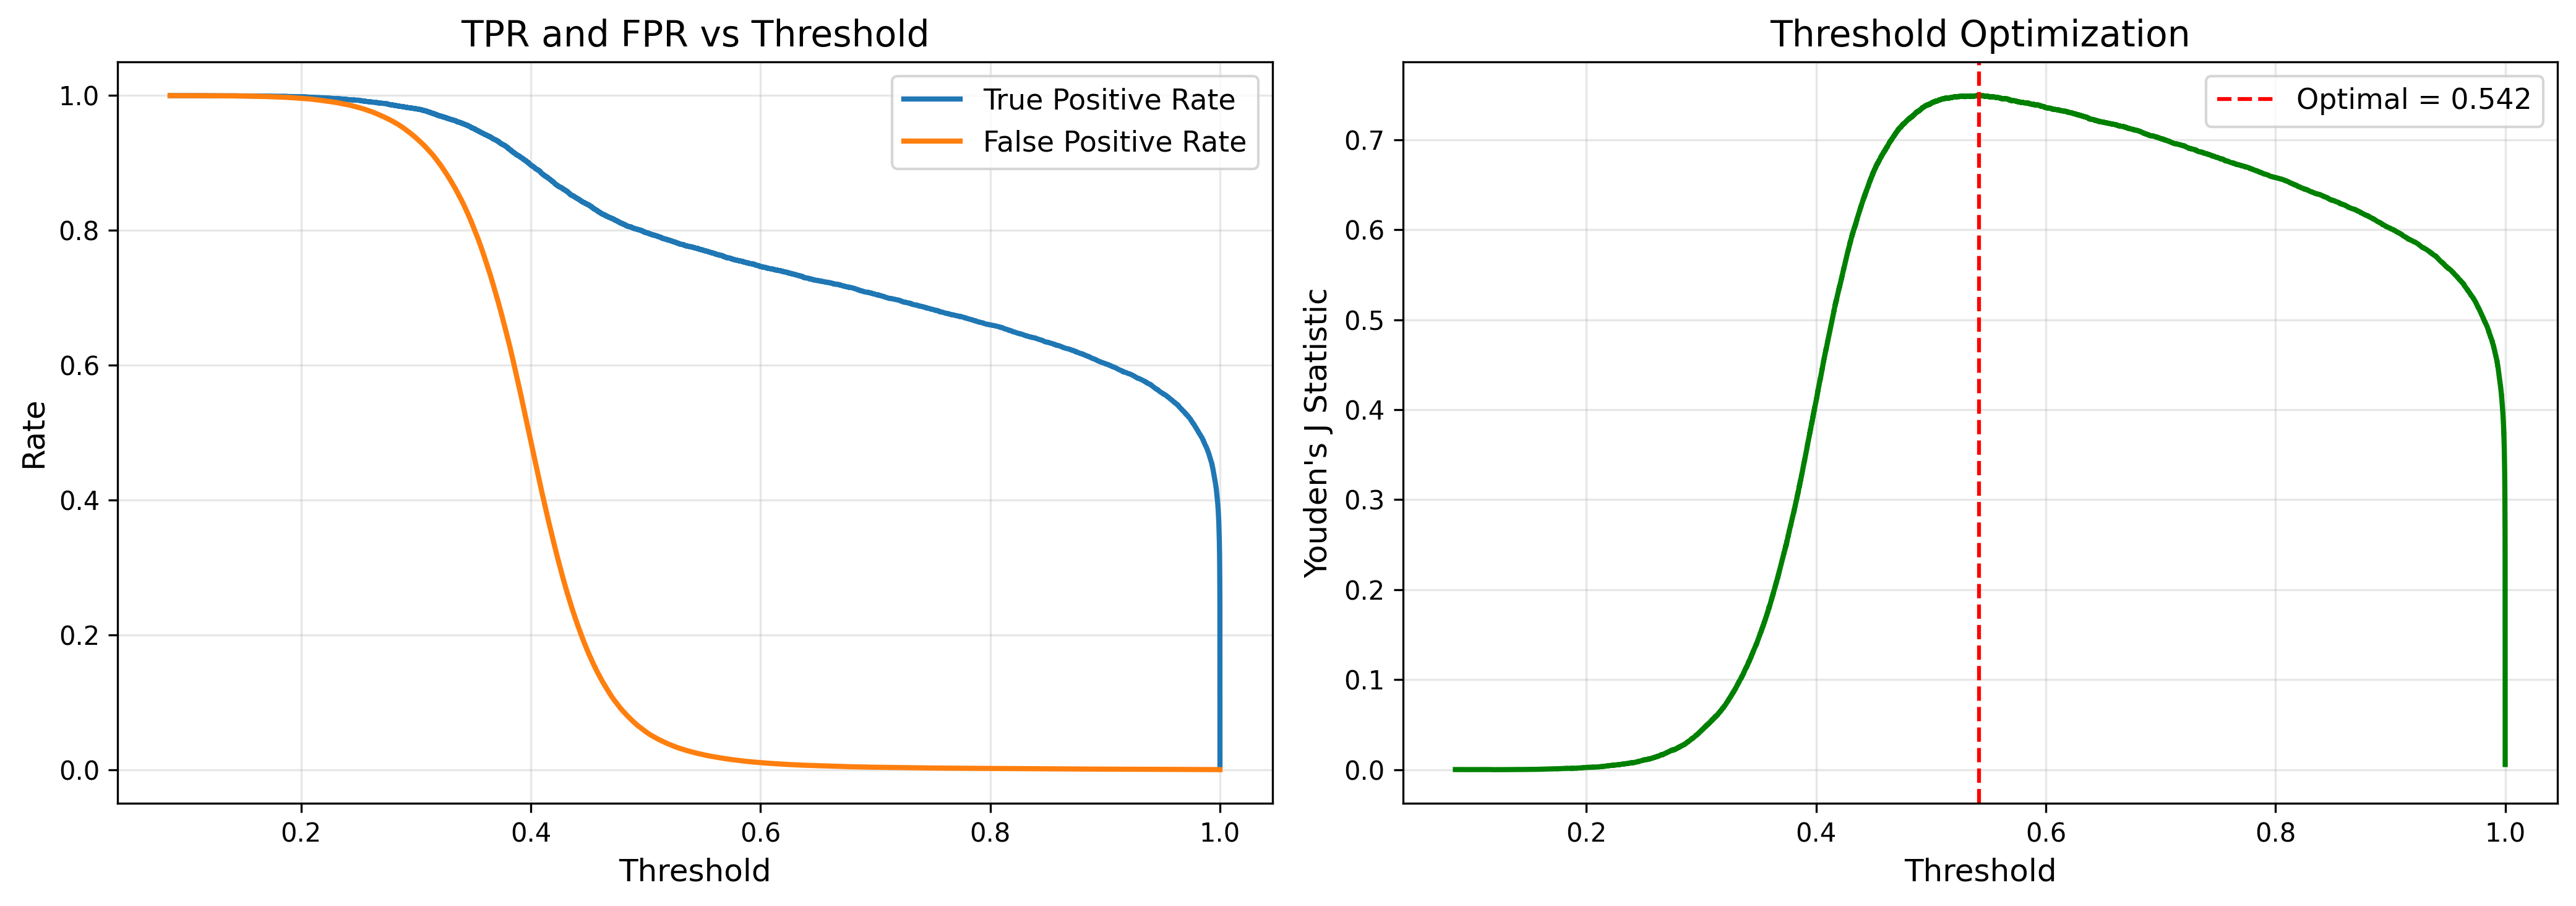 TPR and FPR vs Threshold
True Positive Rate
False Positive Rate
Rate
1.0
0.8
0.6
0.4
0.2
0.0
0.2 0.4 0.6 0.8 1.0
Threshold
Threshold Optimization
Optimal = 0.542
Youden's J Statistic
0.7
0.6
0.5
0.4
0.3
0.2
0.1
0.0
0.2 0.4 0.6 0.8 1.0
Threshold